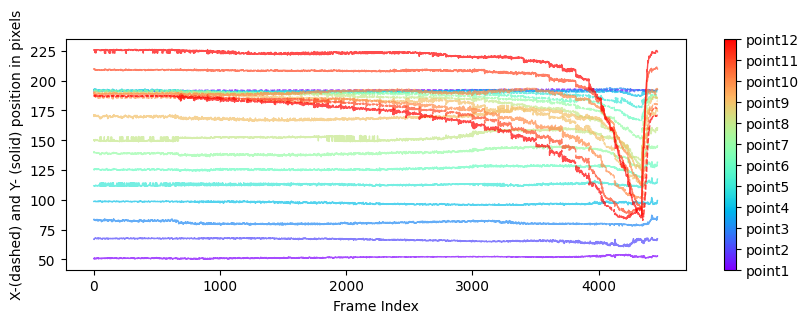 X-(dashed) and Y- (solid) position in pixels
225
200
175
150
125
100
75
50
0
1000
2000
3000
4000
Frame Index
point12
point11
point10
point9
point8
point7
point6
point5
point4
point3
point2
point1